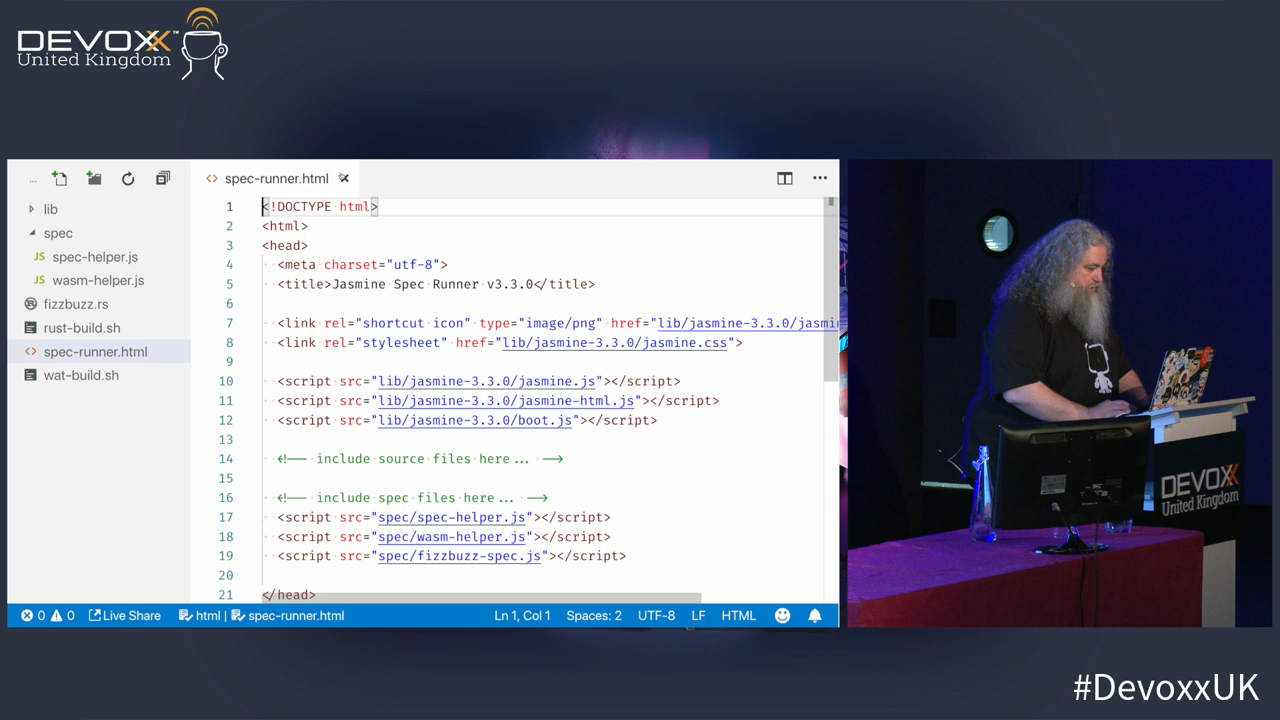 DEVOXX™
United Kingdom
...
lib
spec
JS spec-helper.js
JS wasm-helper.js
fizzbuzz.rs
rust-build.sh
<> spec-runner.html
wat-build.sh
<> spec-runner.html
...
1 <!DOCTYPE html>
2 <html>
3 <head>
4 <meta charset="utf-8">
5 <title>Jasmine Spec Runner v3.3.0</title>
6
7 <link rel="shortcut icon" type="image/png" href="lib/jasmine-3.3.0/jasmi
8 <link rel="stylesheet" href="lib/jasmine-3.3.0/jasmine.css">
9
10 <script src="lib/jasmine-3.3.0/jasmine.js"></script>
11 <script src="lib/jasmine-3.3.0/jasmine-html.js"></script>
12 <script src="lib/jasmine-3.3.0/boot.js"></script>
13
14 <!-- include source files here... -->
15
16 <!-- include spec files here... -->
17 <script src="spec/spec-helper.js"></script>
18 <script src="spec/wasm-helper.js"></script>
19 <script src="spec/fizzbuzz-spec.js"></script>
20
21 </head>
0 0 Live Share html | spec-runner.html Ln 1, Col 1 Spaces: 2 UTF-8 LF HTML
DEVOXX
United Kingdom
#DevoxxUK